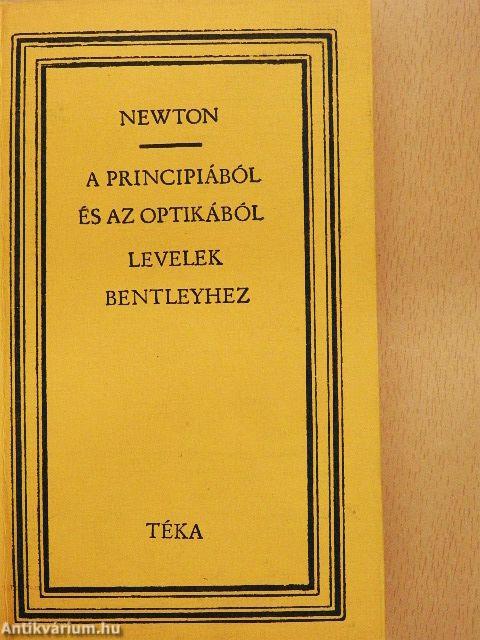 NEWTON
A PRINCIPIÁBÓL
ÉS AZ OPTIKÁBÓL
LEVELEK
BENTLEYHEZ
TÉKA
Antikvárium.hu